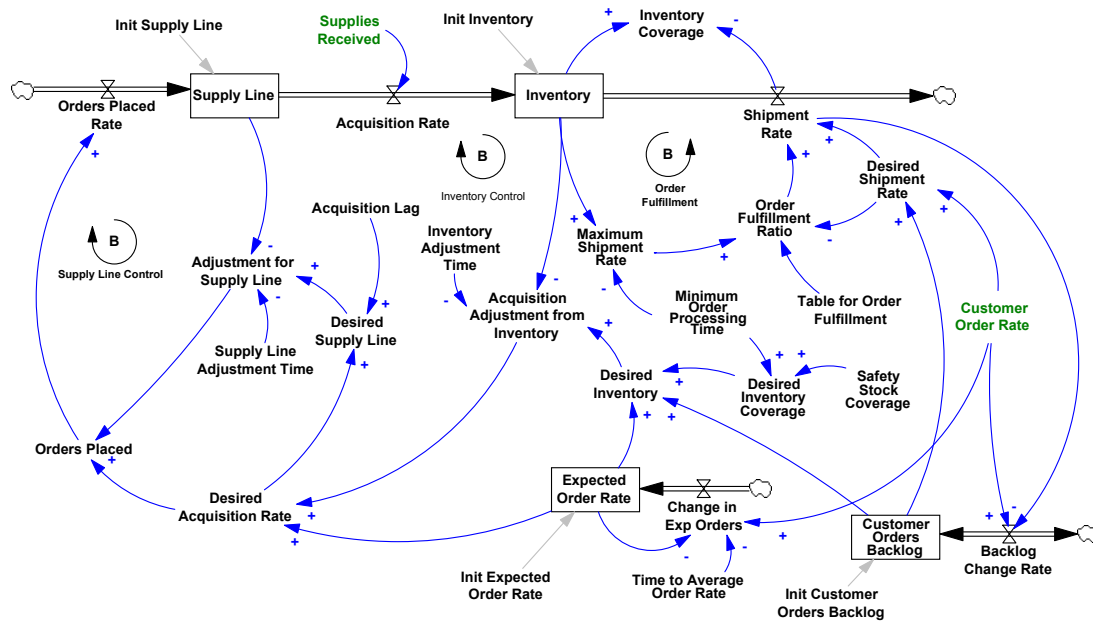 Init Supply Line
Supplies
Received
Init Inventory
+
Inventory
Coverage
-
Supply Line
Inventory
Orders Placed
Rate
Acquisition Rate
Shipment
Rate
+
B
Inventory Control
B
Order
Fulfillment
+
+
Desired
Shipment Rate
+
+
Acquisition Lag
Order
Fulfillment
Ratio
-
+
B
Supply Line Control
Inventory
Adjustment
Time
+
Maximum
Shipment
Rate
+
-
Adjustment for
Supply Line
+
-
-
-
-
Acquisition
Adjustment from
Inventory
+
+
Desired
Supply Line
+
Minimum
Order
Processing
Time
Table for Order
Fulfillment
Customer
Order Rate
Supply Line
Adjustment Time
+
+
Desired
Inventory
+
+
+
Desired
Inventory
Coverage
Safety
Stock
Coverage
Orders Placed
+
Desired
Acquisition Rate
+
+
Expected
Order Rate
Change in
Exp Orders
-
-
+
Customer
Orders
Backlog
+
-
Backlog
Change Rate
Init Expected
Order Rate
Time to Average
Order Rate
Init Customer
Orders Backlog